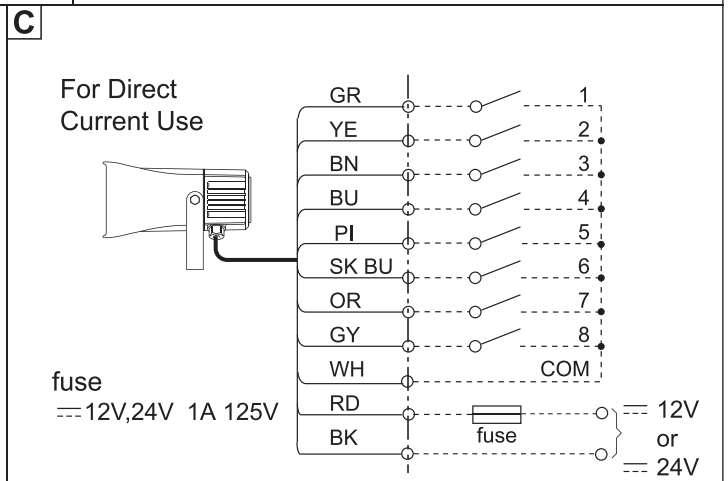 C
For Direct
Current Use
GR 1
YE 2
BN 3
BU 4
PI 5
SK BU 6
OR 7
GY 8
WH COM
fuse
⎓12V,24V 1A 125V
RD fuse ⎓ 12V
BK or
⎓ 24V